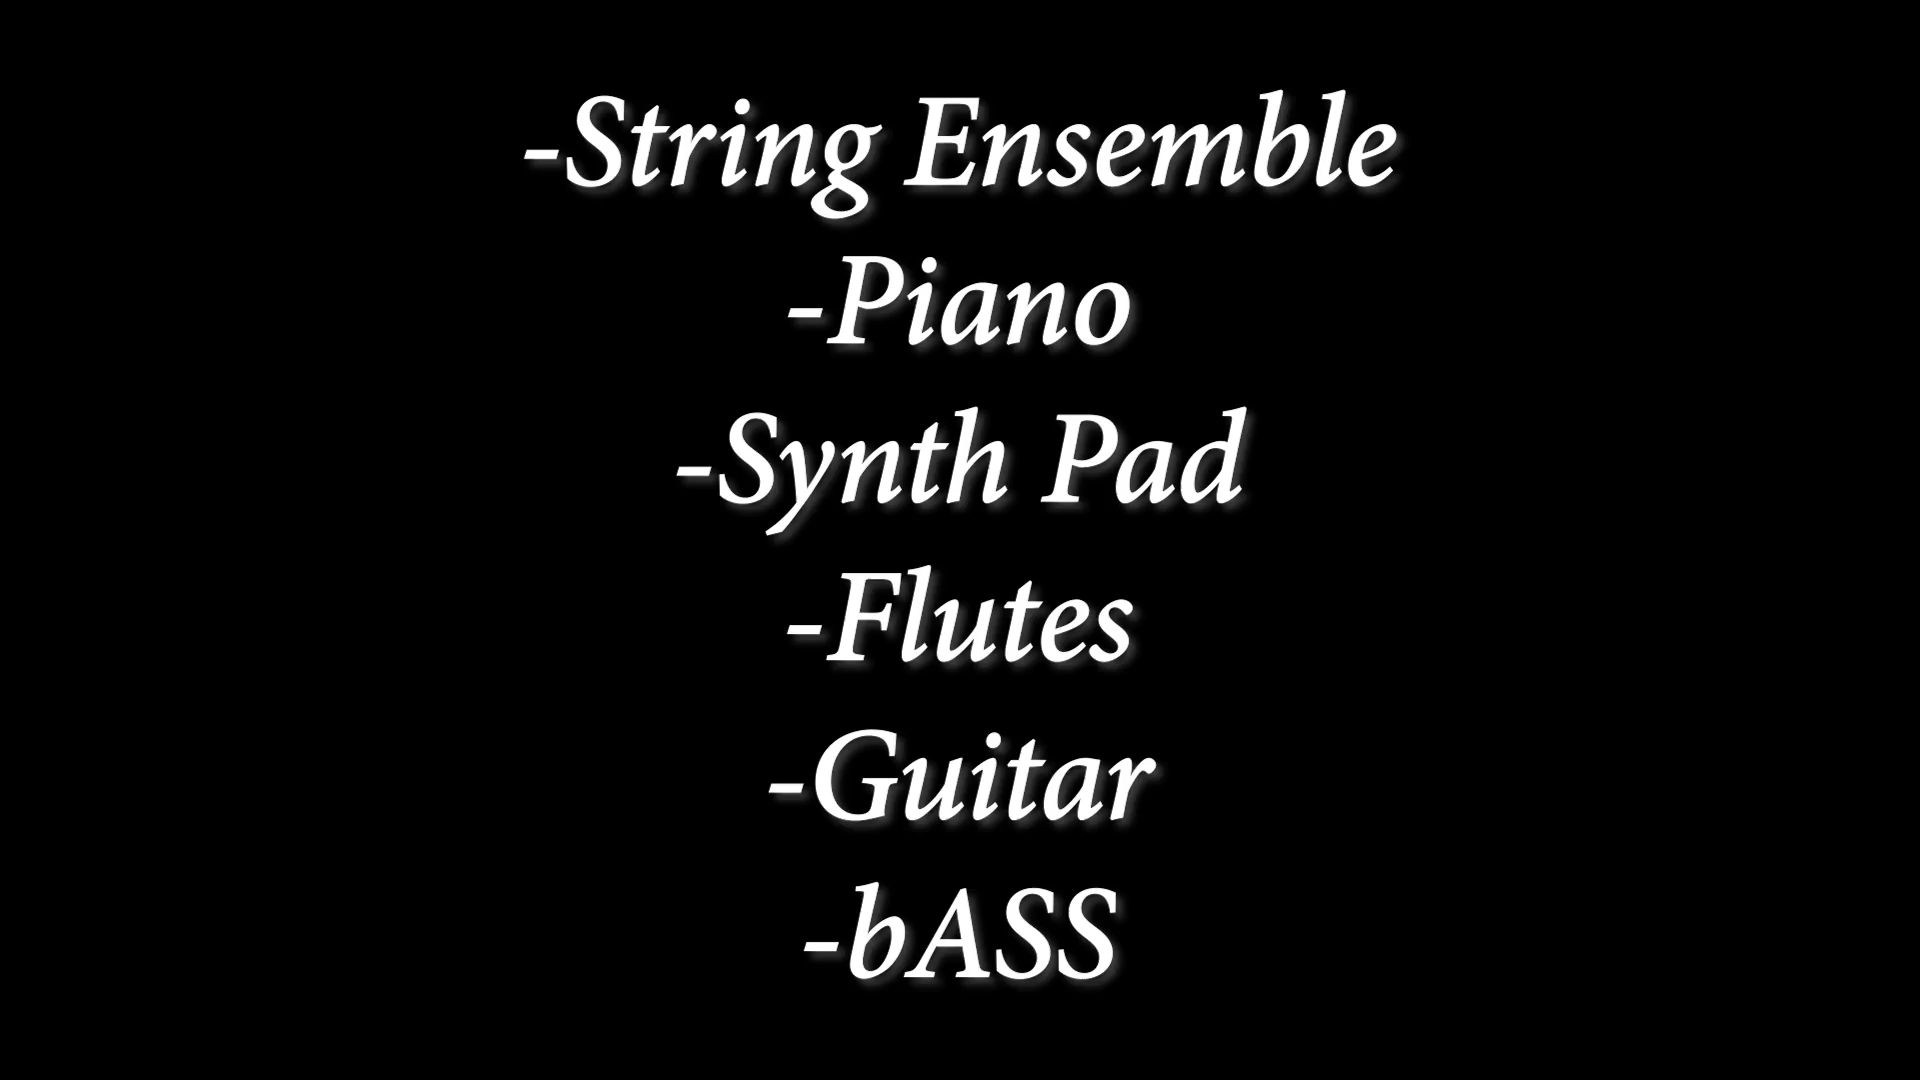 -String Ensemble
-Piano
-Synth Pad
-Flutes
-Guitar
-bASS